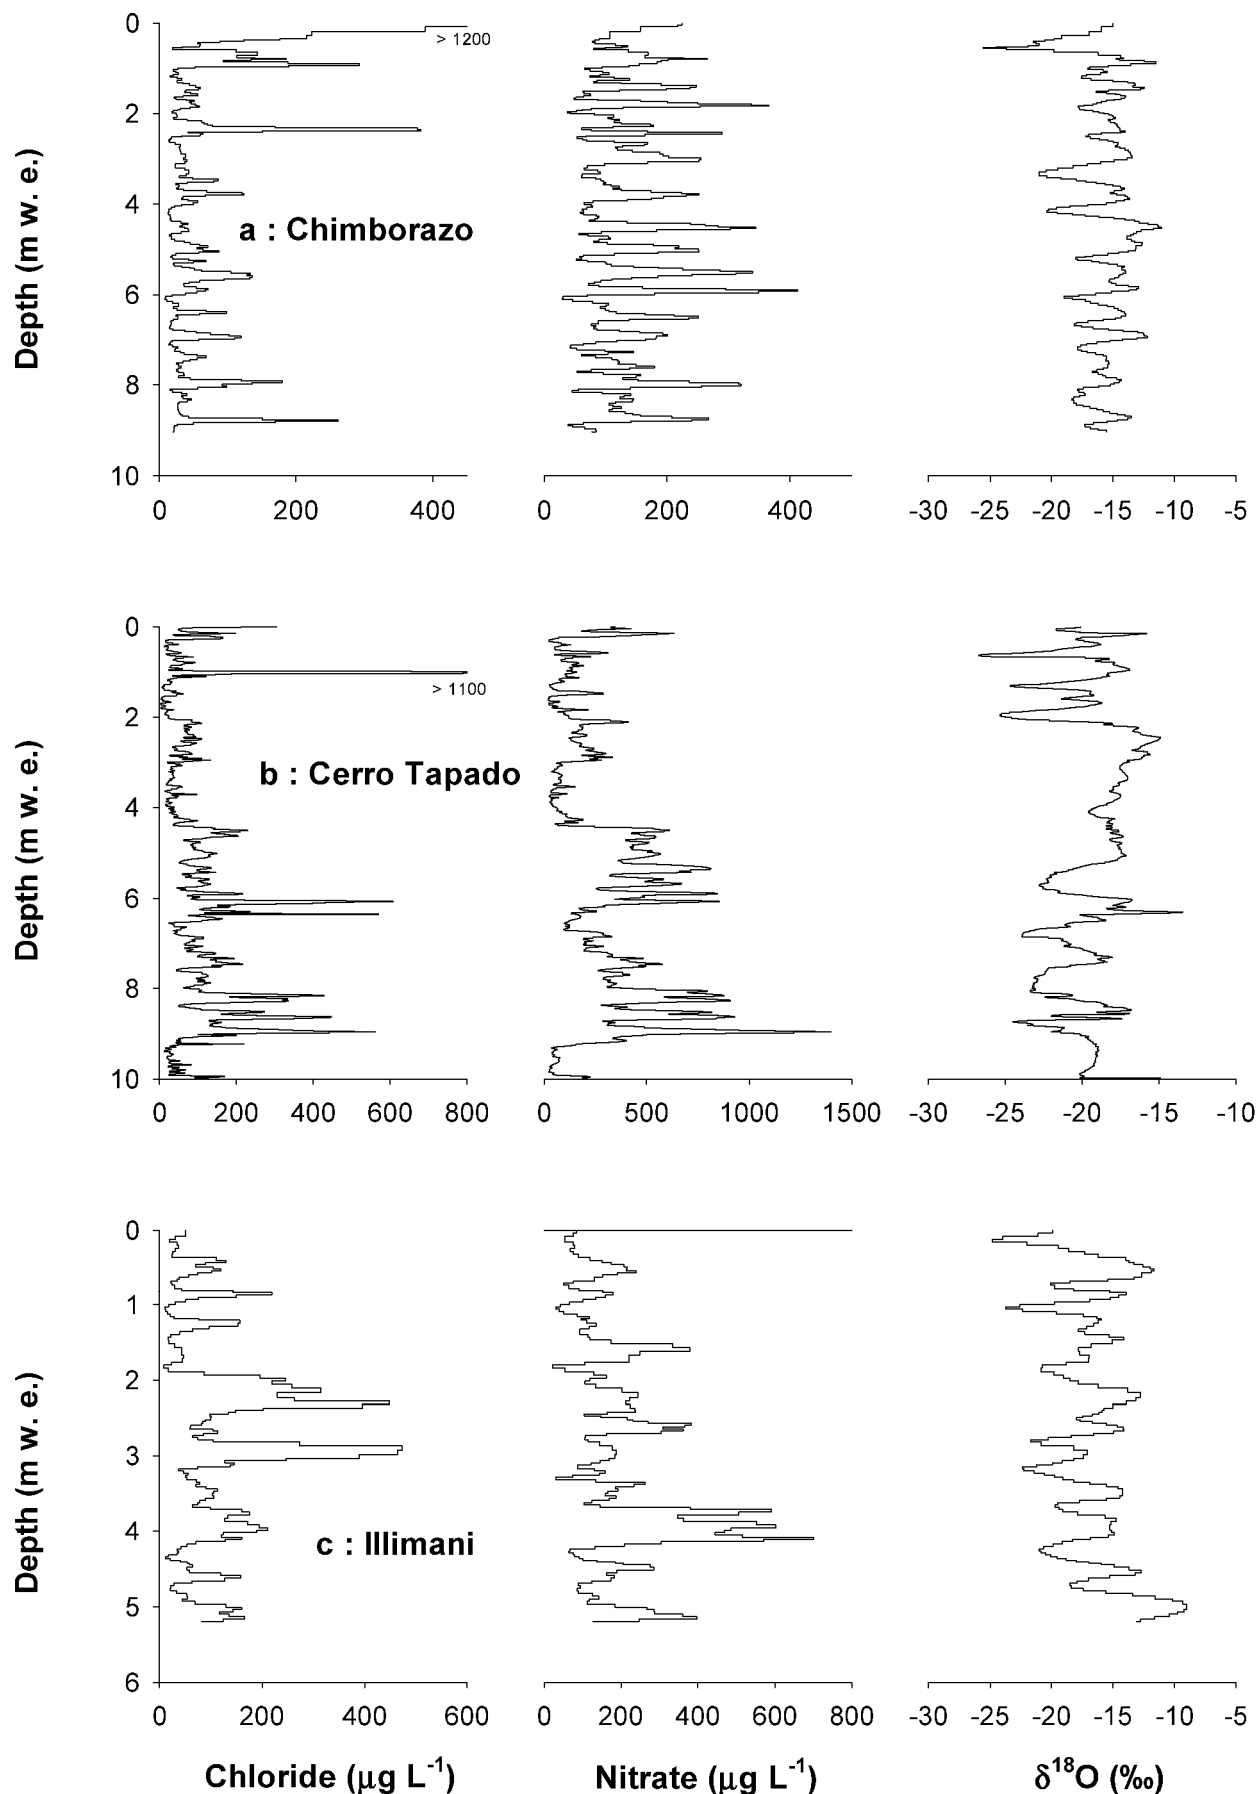 0
2
4
6
8
10
Depth (m w. e.)
> 1200
a : Chimborazo
0 200 400
0 200 400
-30 -25 -20 -15 -10 -5
0
2
4
6
8
10
Depth (m w. e.)
> 1100
b : Cerro Tapado
0 200 400 600 800
0 500 1000 1500
-30 -25 -20 -15 -10
0
1
2
3
4
5
6
Depth (m w. e.)
c : Illimani
0 200 400 600
0 200 400 600 800
-30 -25 -20 -15 -10 -5
Chloride (μg L⁻¹)
Nitrate (μg L⁻¹)
δ¹⁸O (‰)